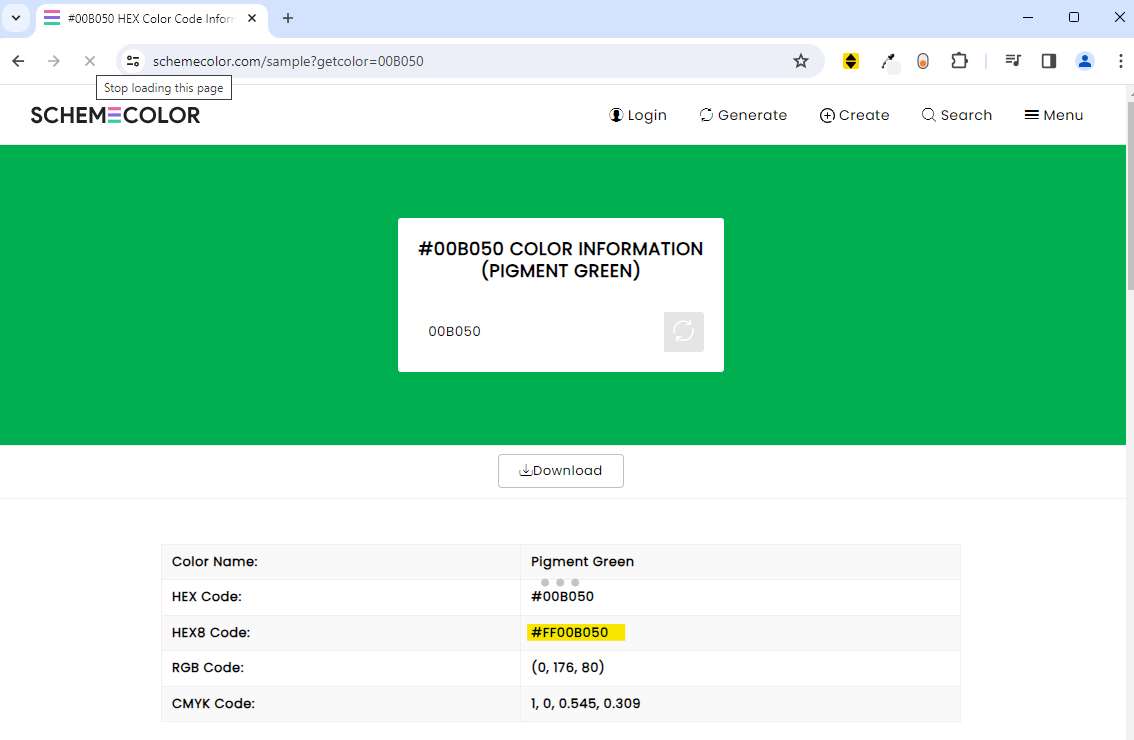 #00B050 HEX Color Code Inforr
schemecolor.com/sample?getcolor=00B050
Stop loading this page
SCHEMECOLOR
Login
Generate
Create
Search
Menu
#00B050 COLOR INFORMATION
(PIGMENT GREEN)
00B050
Download
Color Name: Pigment Green
HEX Code: #00B050
HEX8 Code: #FF00B050
RGB Code: (0, 176, 80)
CMYK Code: 1, 0, 0.545, 0.309